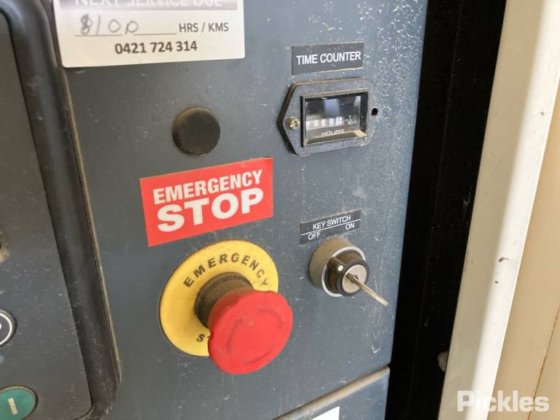 NEXT SERVICE DUE
8100 HRS / KMS
0421 724 314
TIME COUNTER
HOURS
EMERGENCY
STOP
KEY SWITCH
OFF ON
EMERGENCY
Pickles